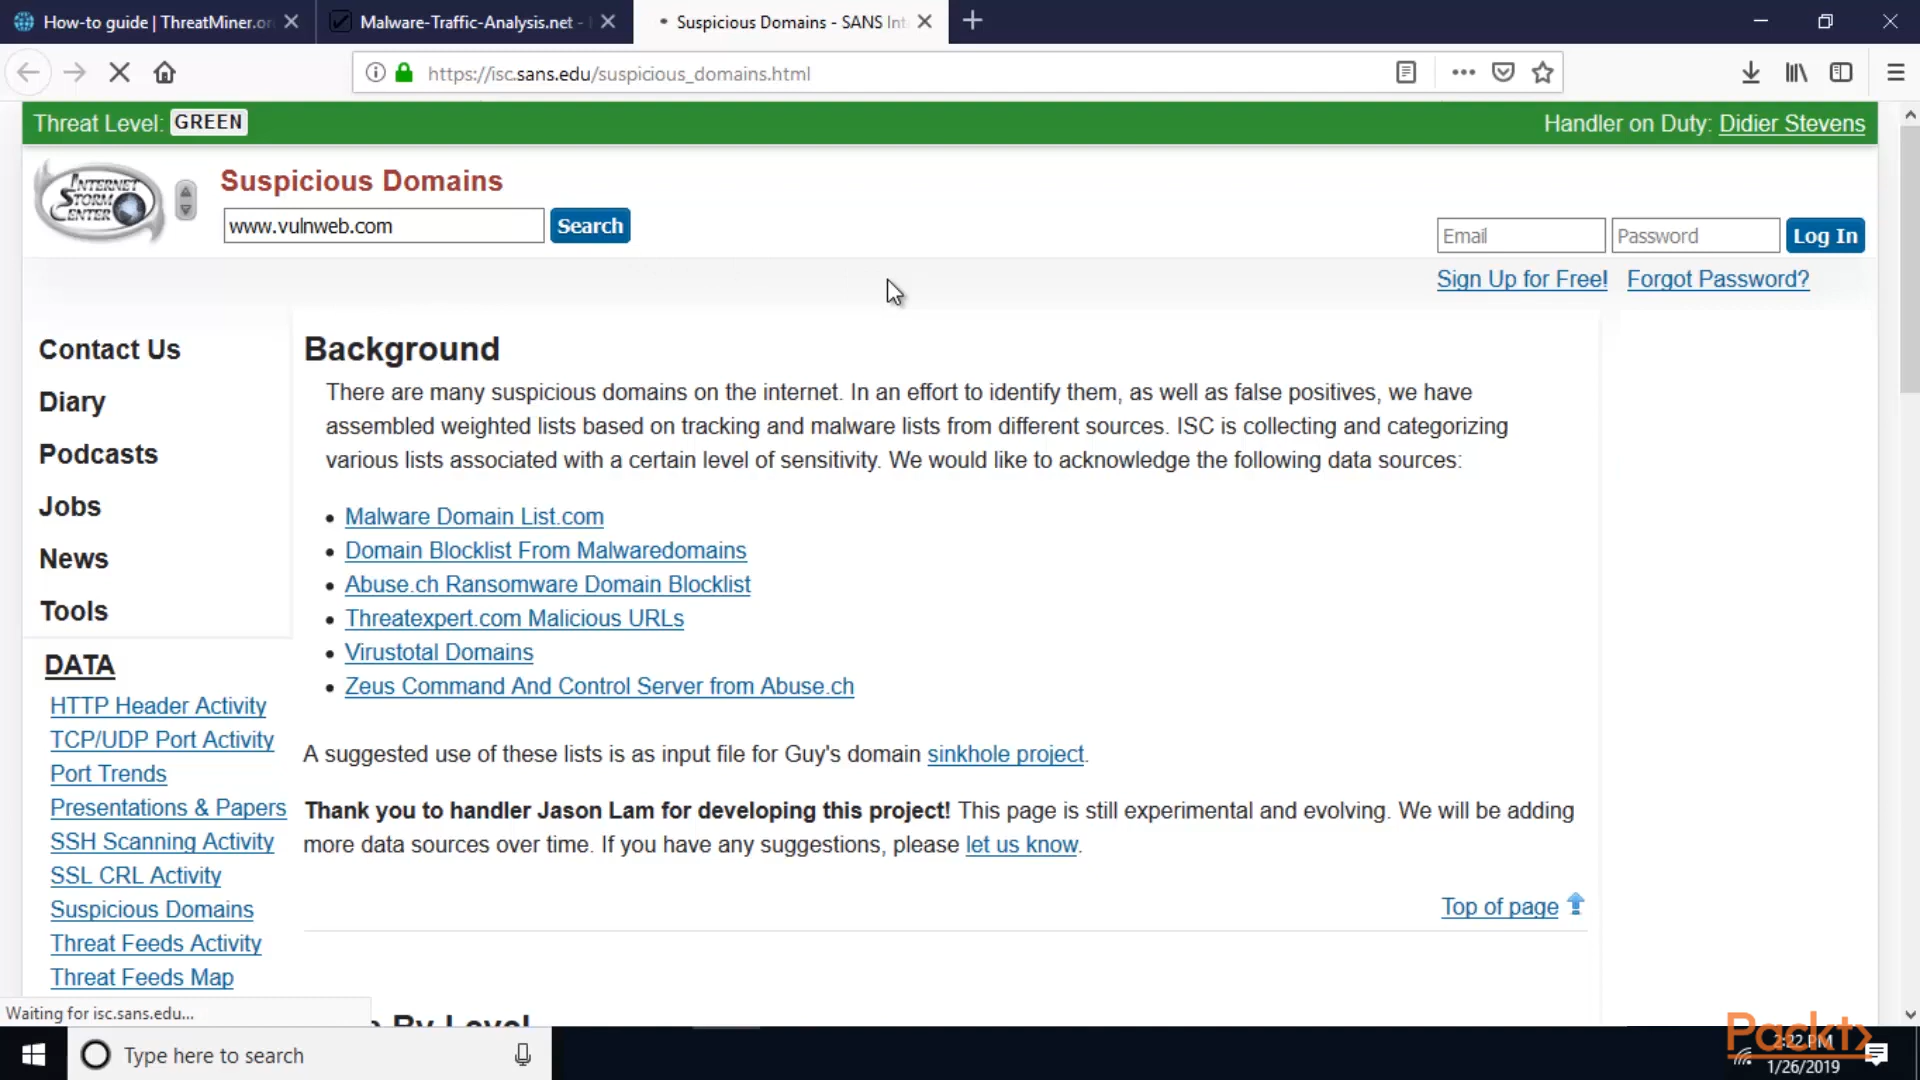 How-to guide | ThreatMiner.or
Malware-Traffic-Analysis.net -
Suspicious Domains - SANS Int
https://isc.sans.edu/suspicious_domains.html
Threat Level: GREEN
Handler on Duty: Didier Stevens
INTERNET
STORM
CENTER
Suspicious Domains
www.vulnweb.com
Search
Email
Password
Log In
Sign Up for Free!
Forgot Password?
Contact Us
Diary
Podcasts
Jobs
News
Tools
DATA
HTTP Header Activity
TCP/UDP Port Activity
Port Trends
Presentations & Papers
SSH Scanning Activity
SSL CRL Activity
Suspicious Domains
Threat Feeds Activity
Threat Feeds Map
Background
There are many suspicious domains on the internet. In an effort to identify them, as well as false positives, we have
assembled weighted lists based on tracking and malware lists from different sources. ISC is collecting and categorizing
various lists associated with a certain level of sensitivity. We would like to acknowledge the following data sources:
• Malware Domain List.com
• Domain Blocklist From Malwaredomains
• Abuse.ch Ransomware Domain Blocklist
• Threatexpert.com Malicious URLs
• Virustotal Domains
• Zeus Command And Control Server from Abuse.ch
A suggested use of these lists is as input file for Guy's domain sinkhole project.
Thank you to handler Jason Lam for developing this project! This page is still experimental and evolving. We will be adding
more data sources over time. If you have any suggestions, please let us know.
Top of page
By Level
Waiting for isc.sans.edu...
Type here to search
Packt>
2:22 PM
1/26/2019